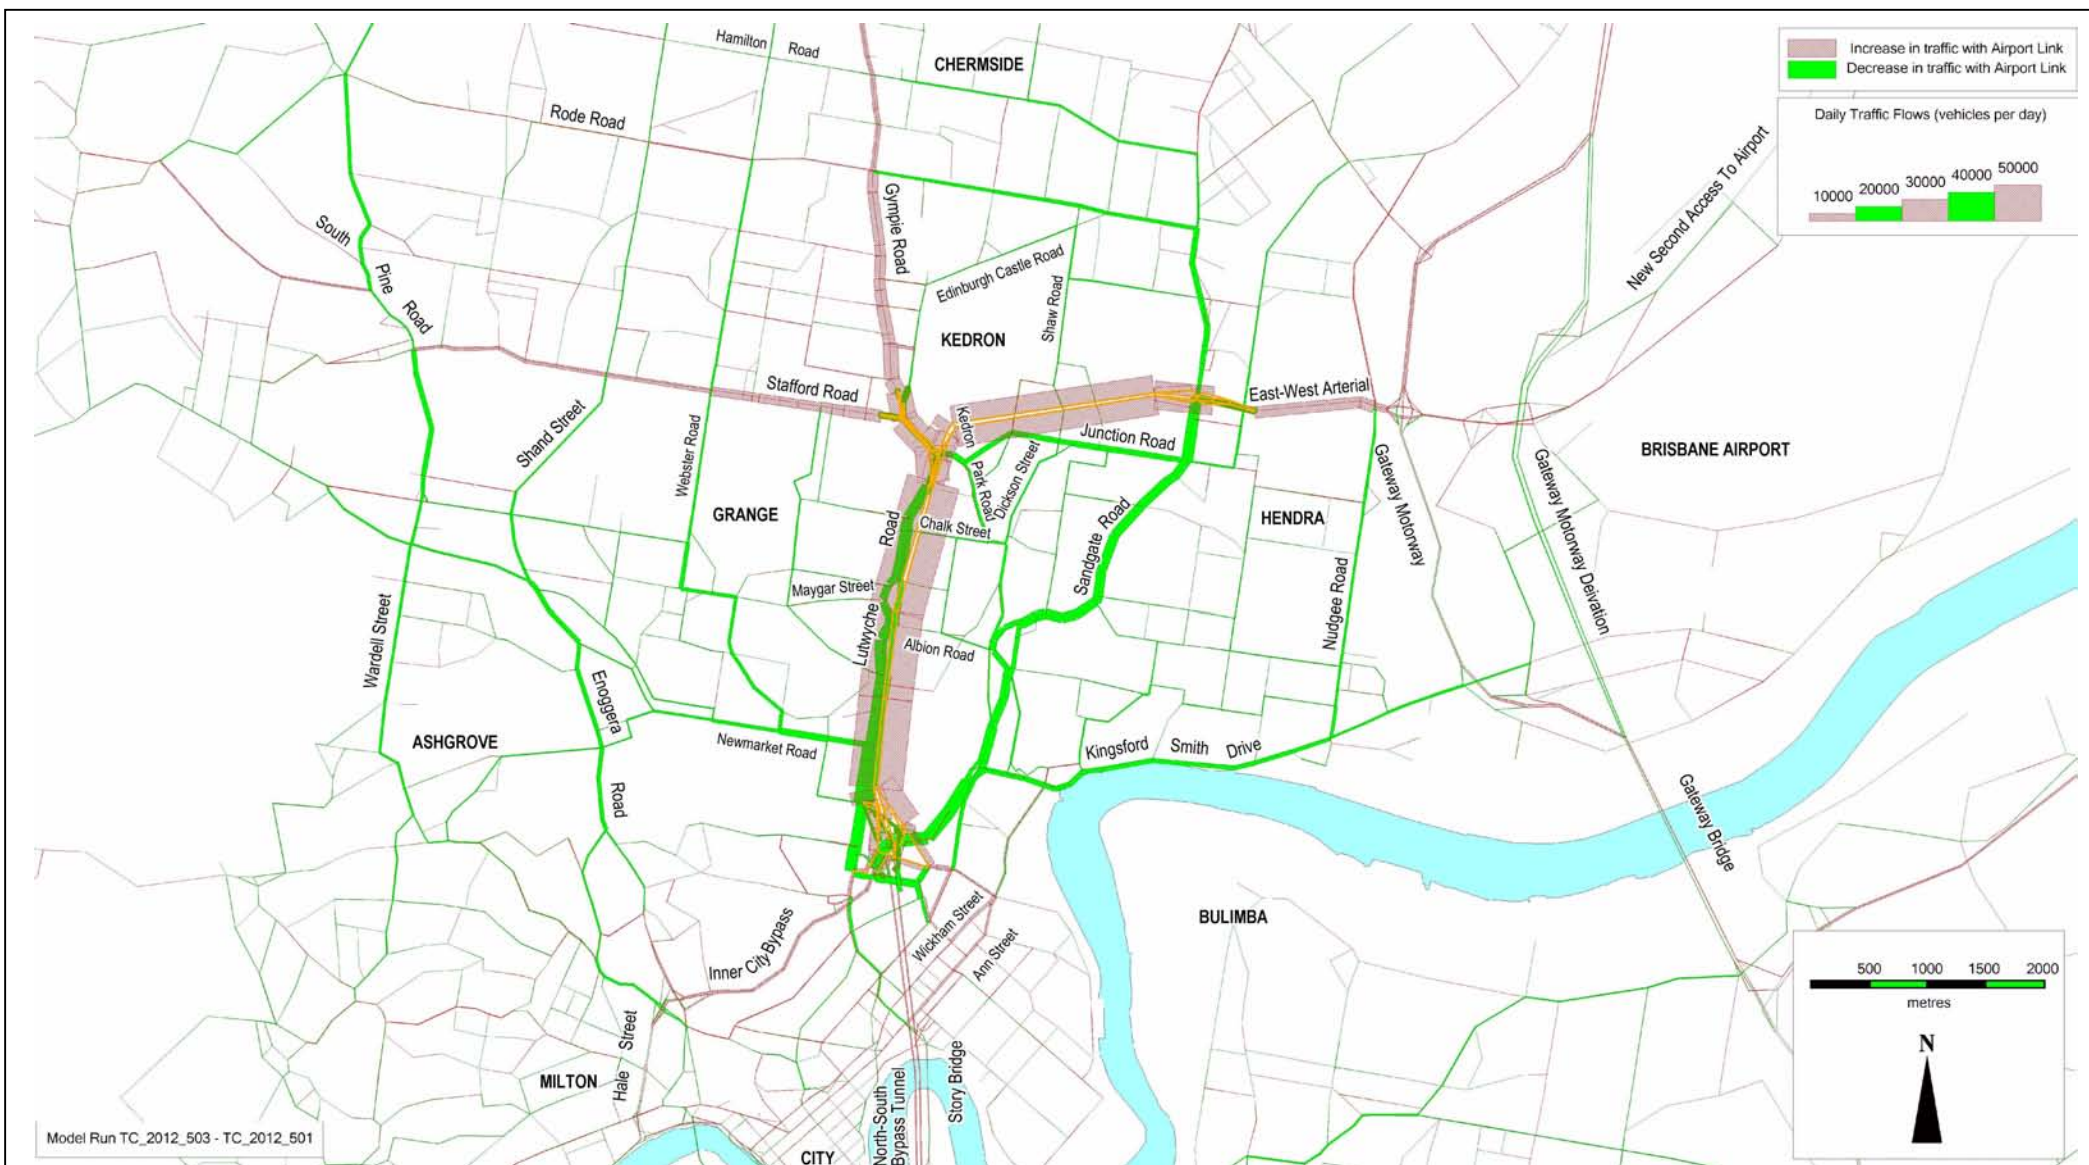 Hamilton Road
CHERMSIDE
Increase in traffic with Airport Link
Decrease in traffic with Airport Link
Daily Traffic Flows (vehicles per day)
10000 20000 30000 40000 50000
Rode Road
New Second Access To Airport
Gympie Road
South Pine Road
Edinburgh Castle Road
Shaw Road
KEDRON
Stafford Road
East-West Arterial
Kedron Park Road
Junction Road
Shand Street
Webster Road
Dickson Street
BRISBANE AIRPORT
Gateway Motorway
Gateway Motorway Deivation
GRANGE
Chalk Street
Sandgate Road
HENDRA
Lutwyche Road
Maygar Street
Nudgee Road
Albion Road
Wardell Street
Enoggera Road
ASHGROVE
Newmarket Road
Kingsford Smith Drive
Gateway Bridge
Inner City Bypass
Wickham Street
Ann Street
BULIMBA
500 1000 1500 2000
metres
N
Hale Street
MILTON
North-South
Bypass Tunnel
Story Bridge
CITY
Model Run TC_2012_503 - TC_2012_501